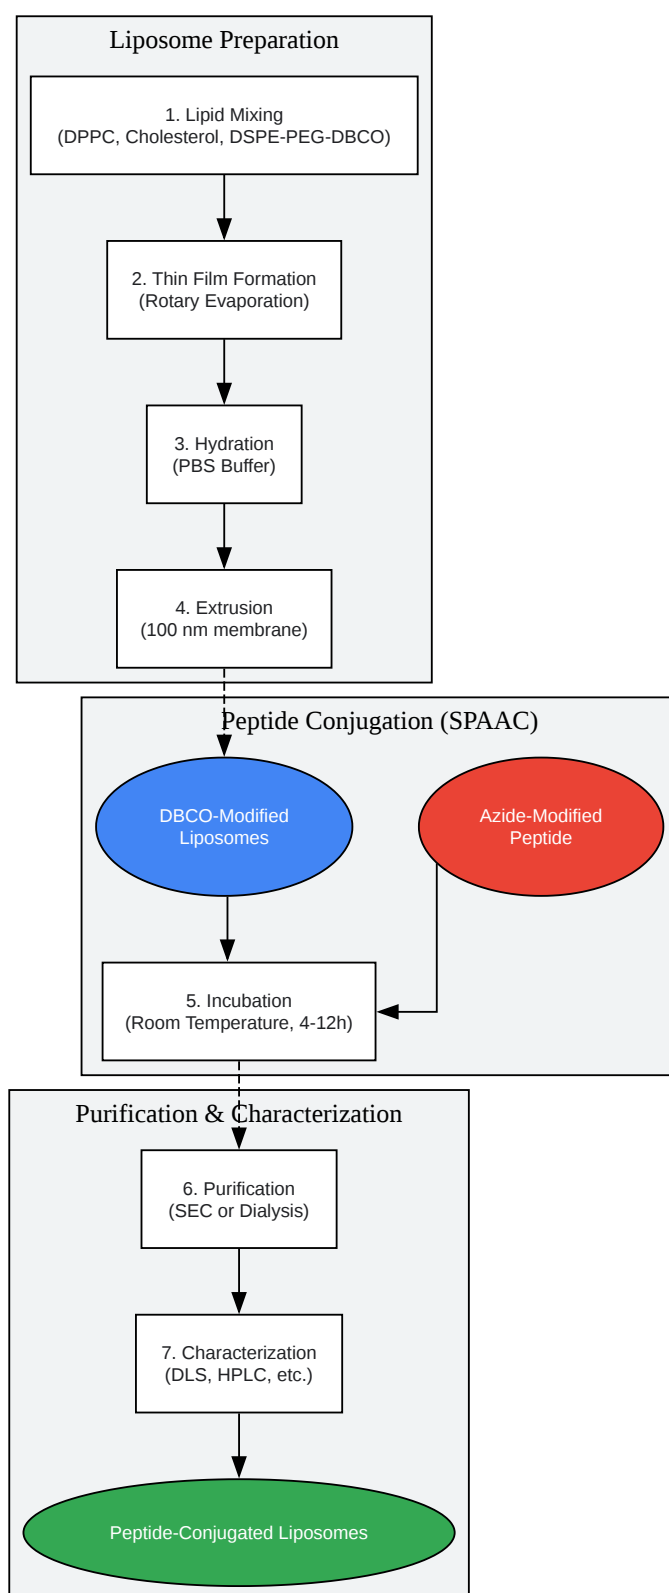 Liposome Preparation
1. Lipid Mixing
(DPPC, Cholesterol, DSPE-PEG-DBCO)
2. Thin Film Formation
(Rotary Evaporation)
3. Hydration
(PBS Buffer)
4. Extrusion
(100 nm membrane)
Peptide Conjugation (SPAAC)
DBCO-Modified
Liposomes
Azide-Modified
Peptide
5. Incubation
(Room Temperature, 4-12h)
Purification & Characterization
6. Purification
(SEC or Dialysis)
7. Characterization
(DLS, HPLC, etc.)
Peptide-Conjugated Liposomes